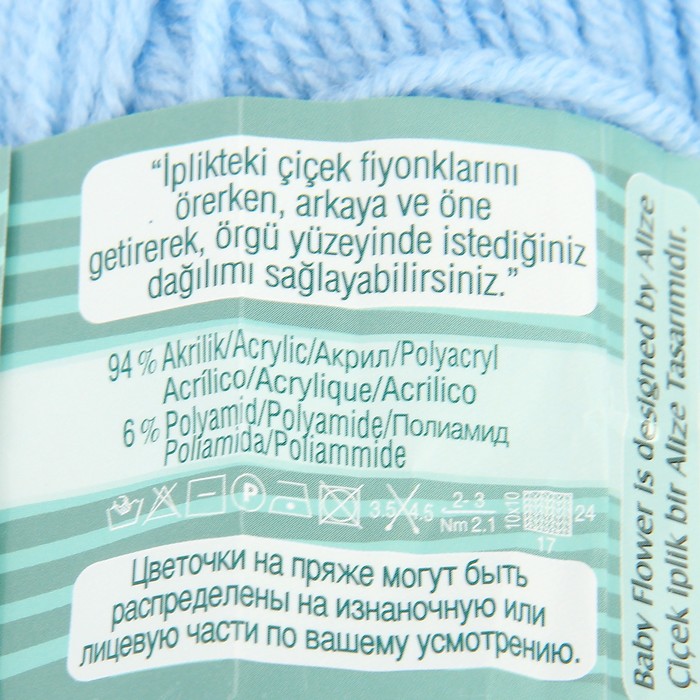 “İplikteki çiçek fiyonklarını
örerken, arkaya ve öne
getirerek, örgü yüzeyinde istediğiniz
dağılımı sağlayabilirsiniz.”
94 % Akrilik/Acrylic/Акрил/Polyacryl
Acrílico/Acrylique/Acrilico
6 % Polyamid/Polyamide/Полиамид
Poliamida/Poliammide
P 3.5 4.5 2-3 10x10 24
Nm 2.1 17
Цветочки на пряже могут быть
распределены на изнаночную или
лицевую части по вашему усмотрению.
Baby Flower is designed by Alize
Çiçek iplik bir Alize Tasarımıdır.